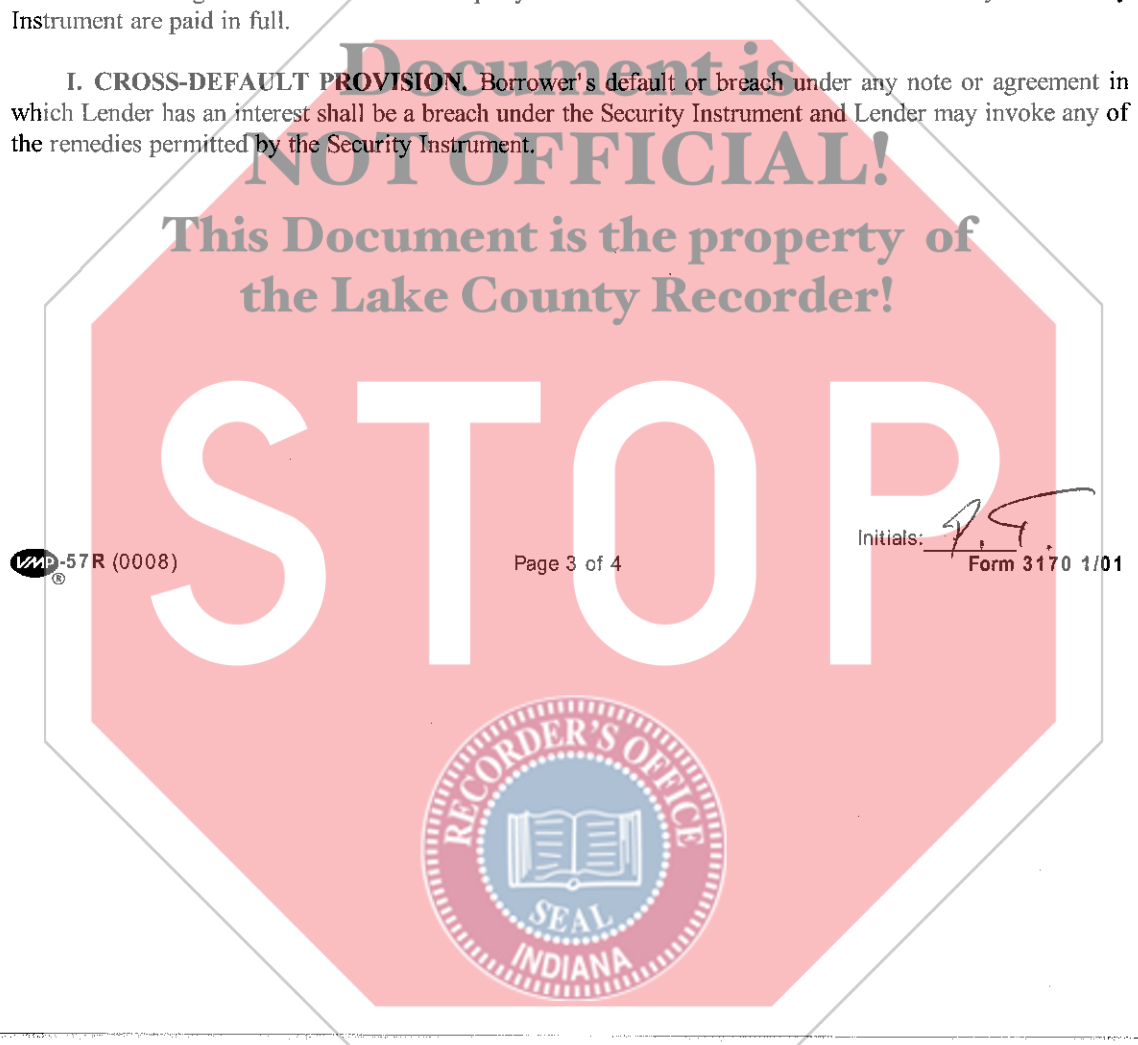 Instrument are paid in full.
I. CROSS-DEFAULT PROVISION. Borrower's default or breach under any note or agreement in
which Lender has an interest shall be a breach under the Security Instrument and Lender may invoke any of
the remedies permitted by the Security Instrument.
Document is
NOT OFFICIAL!
This Document is the property of
the Lake County Recorder!
STOP
Initials:
VMP®-57R (0008)
Page 3 of 4
Form 3170 1/01
RECORDER'S OFFICE
SEAL
INDIANA